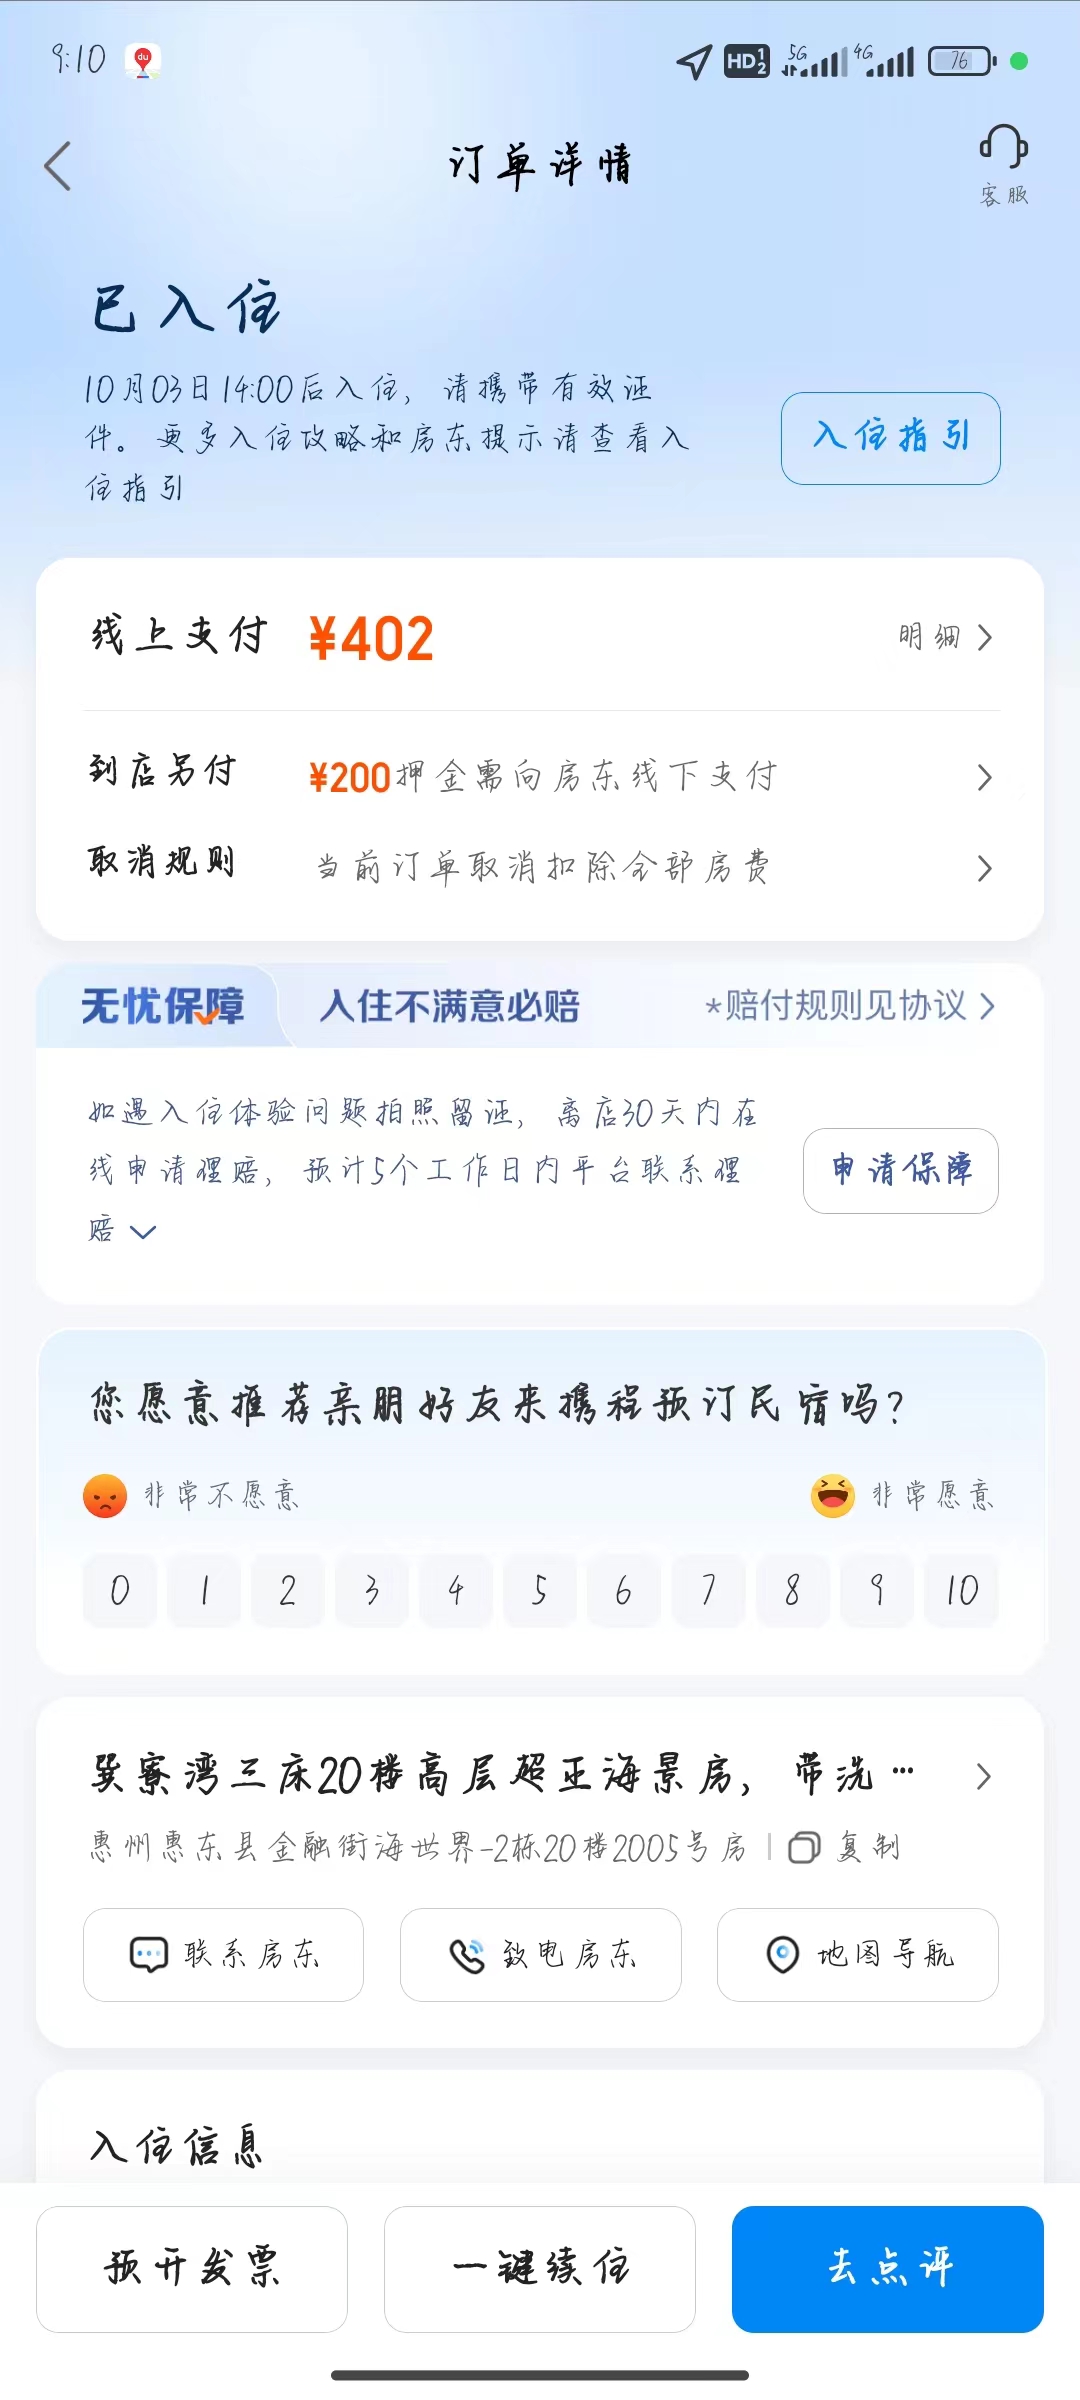 9:10
du
HD 1 2
5G
4G
76
订单详情
客服
已入住
10月03日14:00后入住，请携带有效证
件。更多入住攻略和房东提示请查看入
住指引
入住指引
线上支付 ¥402 明细
到店另付 ¥200押金需向房东线下支付
取消规则 当前订单取消扣除全部房费
无忧保障 入住不满意必赔 *赔付规则见协议
如遇入住体验问题拍照留证，离店30天内在
线申请理赔，预计5个工作日内平台联系理
赔
申请保障
您愿意推荐亲朋好友来携程预订民宿吗？
非常不愿意 非常愿意
0 1 2 3 4 5 6 7 8 9 10
巽寮湾三床20楼高层超正海景房，带洗…
惠州惠东县金融街海世界-2栋20楼2005号房 | 复制
联系房东 致电房东 地图导航
入住信息
预开发票 一键续住 去点评